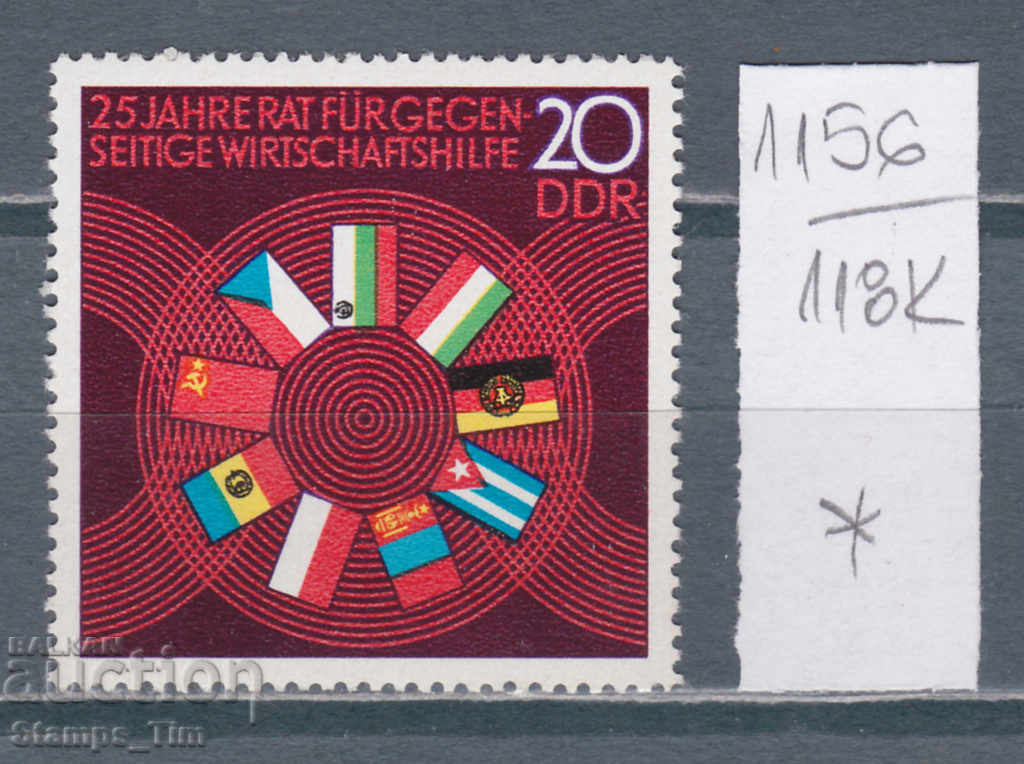 25 JAHRE RAT FÜR GEGEN-
SEITIGE WIRTSCHAFTSHILFE
20
DDR
1156
118K
*
BALKAN
auction
Stamps_Tim